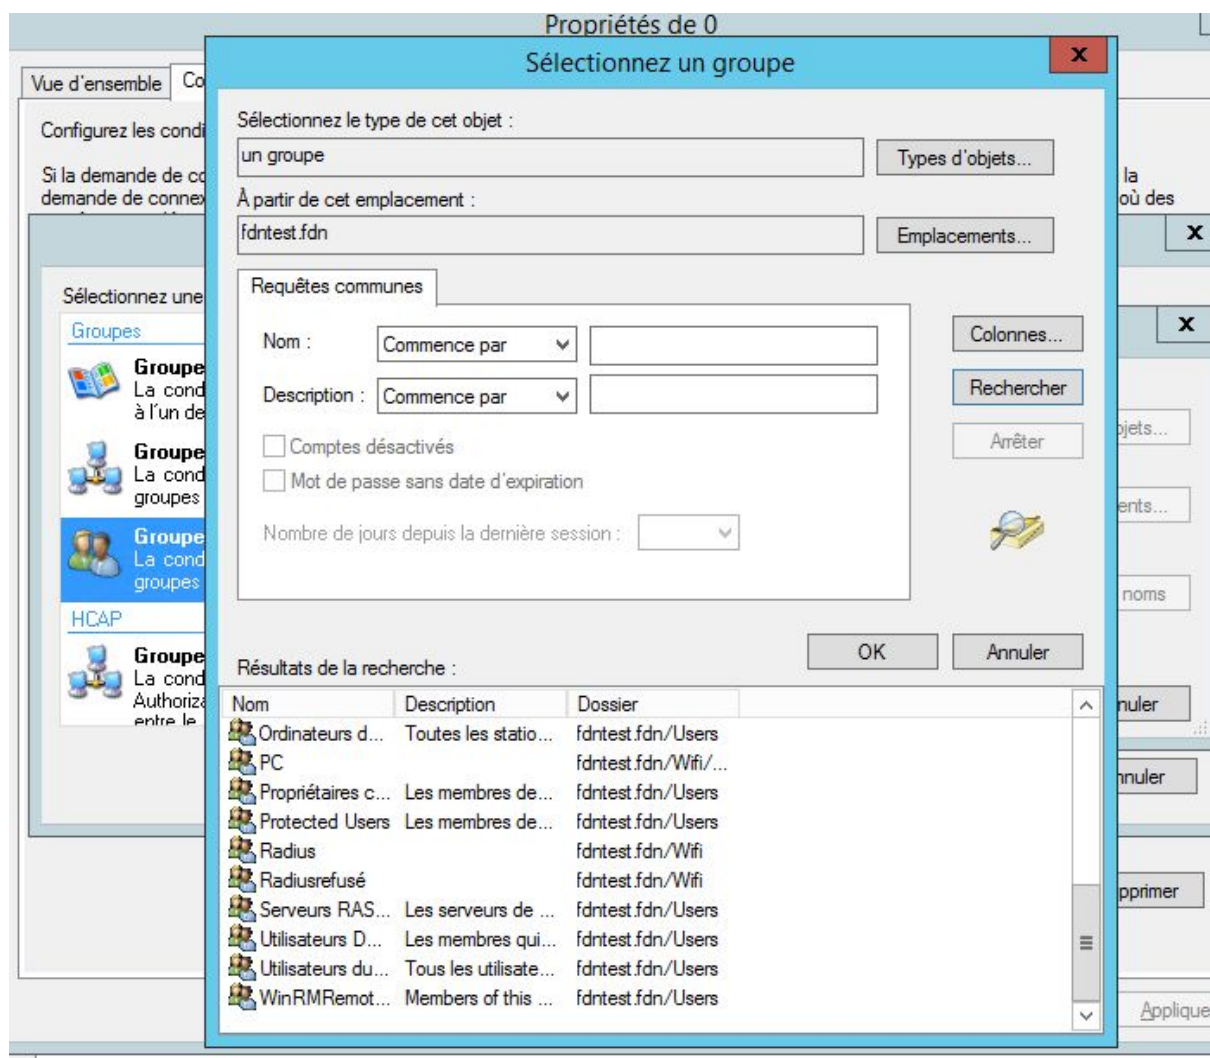 Propriétés de 0
Sélectionnez un groupe
x
Vue d'ensemble
Co
Configurez les condi
Si la demande de co
la
demande de connex
où des
Sélectionnez le type de cet objet :
un groupe
Types d'objets...
À partir de cet emplacement :
fdntest.fdn
Emplacements...
x
Requêtes communes
Nom :
Commence par
Colonnes...
x
Description :
Commence par
Rechercher
Comptes désactivés
Arrêter
ojets...
Mot de passe sans date d'expiration
Nombre de jours depuis la dernière session :
ents...
noms
Sélectionnez une
Groupes
Groupe
La cond
à l'un de
Groupe
La cond
groupes
Groupe
La cond
groupes
HCAP
Groupe
La cond
Authoriza
entre le
OK
Annuler
Résultats de la recherche :
Nom Description Dossier
Ordinateurs d... Toutes les statio... fdntest.fdn/Users
PC fdntest.fdn/Wifi/...
Propriétaires c... Les membres de... fdntest.fdn/Users
Protected Users Les membres de... fdntest.fdn/Users
Radius fdntest.fdn/Wifi
Radiusrefusé fdntest.fdn/Wifi
Serveurs RAS... Les serveurs de ... fdntest.fdn/Users
Utilisateurs D... Les membres qui... fdntest.fdn/Users
Utilisateurs du... Tous les utilisate... fdntest.fdn/Users
WinRMRemot... Members of this ... fdntest.fdn/Users
nuler
nnuler
pprimer
Applique